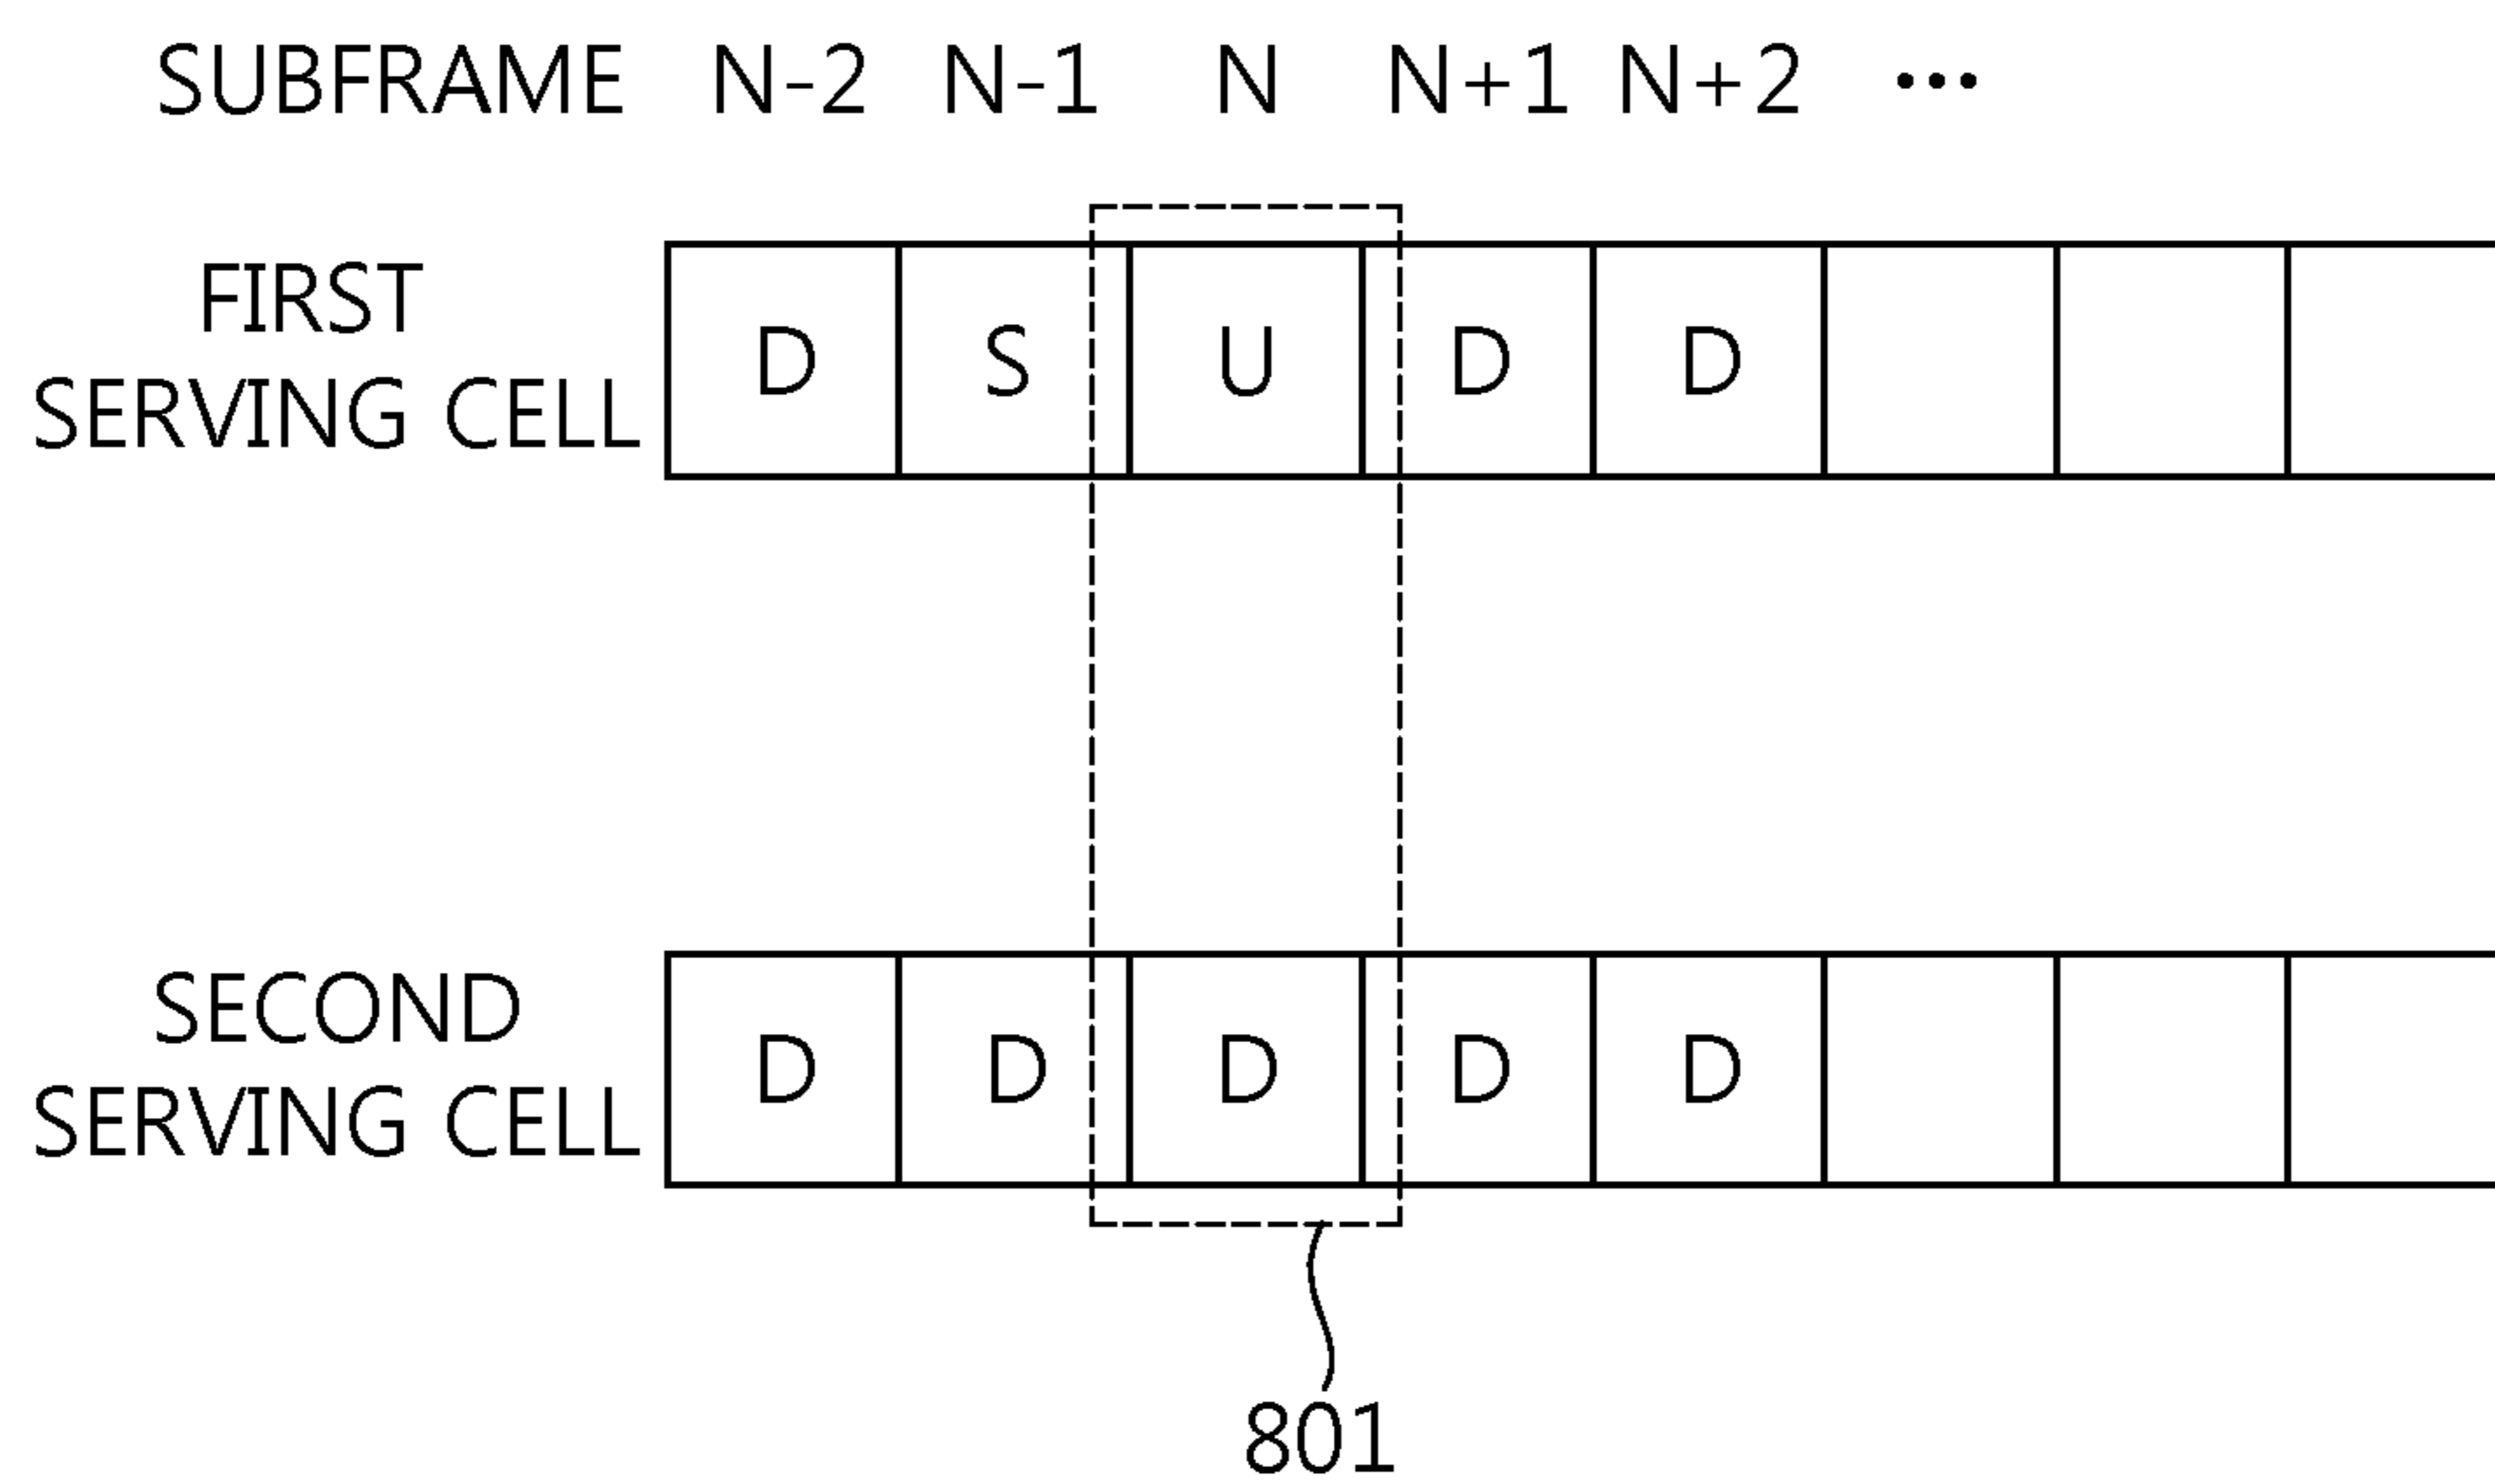 SUBFRAME N-2 N-1 N N+1 N+2 •••
FIRST
SERVING CELL
D S U D D
SECOND
SERVING CELL
D D D D D
801